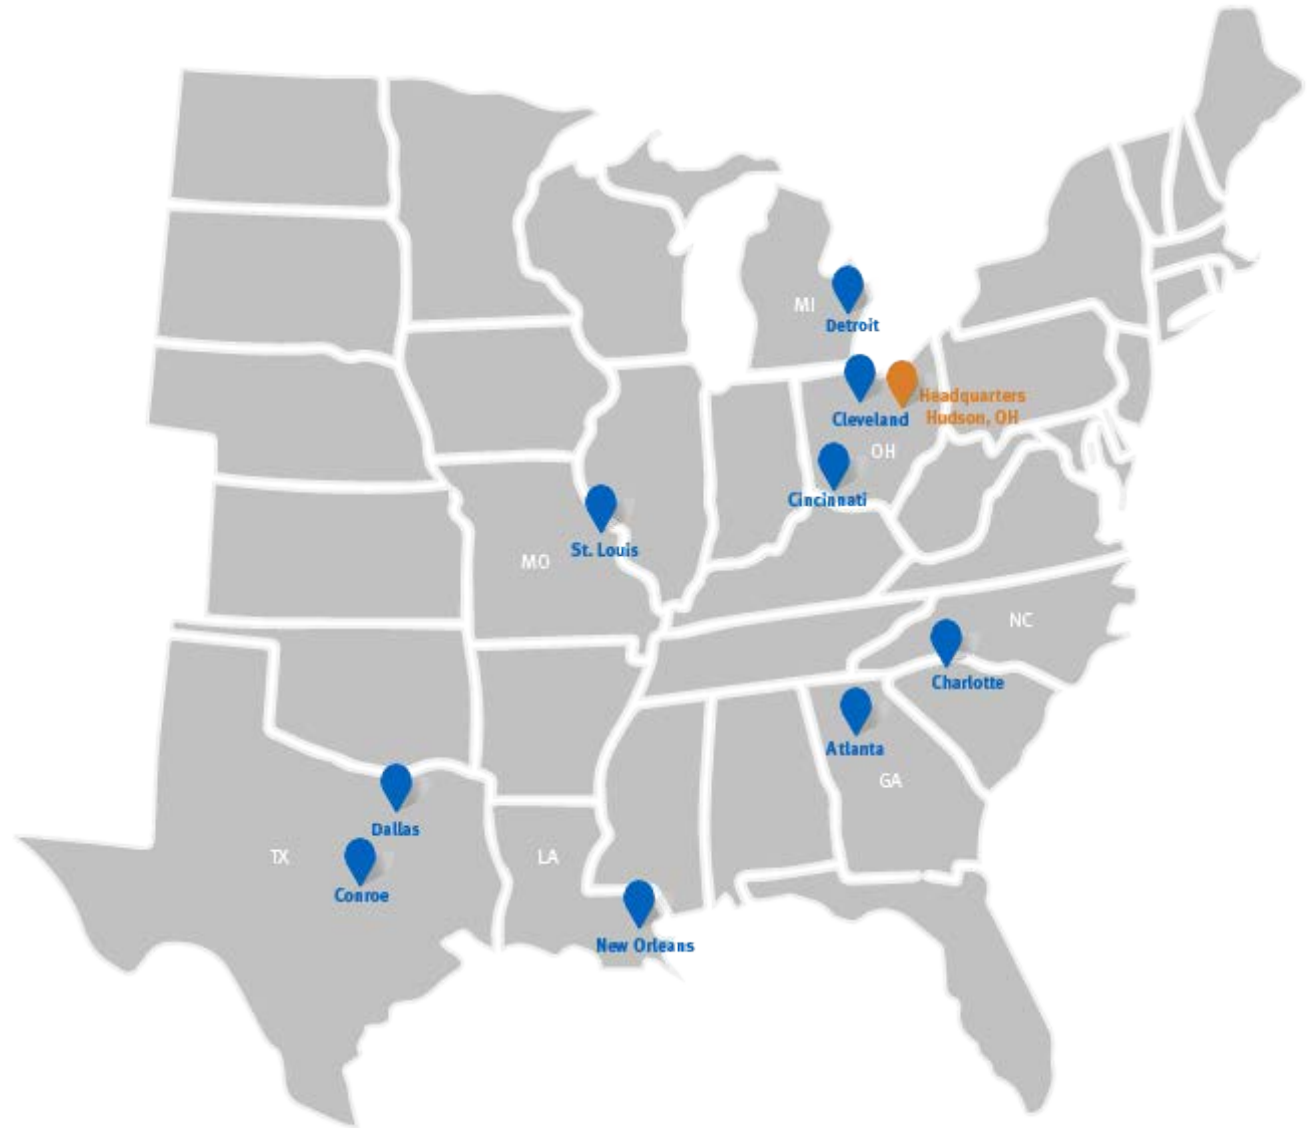 MI
Detroit
Cleveland
Headquarters
Hudson, OH
OH
Cincinnati
St. Louis
MO
NC
Charlotte
Atlanta
GA
Dallas
TX
LA
Conroe
New Orleans